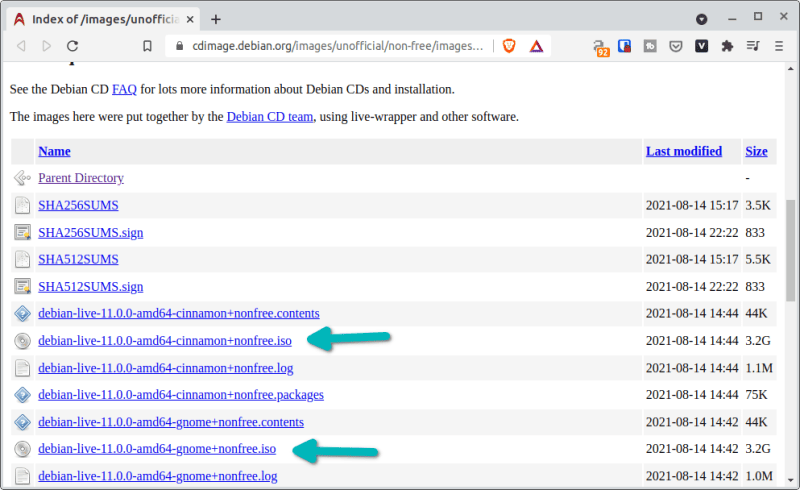 Index of /images/unofficia
cdimage.debian.org/images/unofficial/non-free/images…
92
See the Debian CD FAQ for lots more information about Debian CDs and installation.
The images here were put together by the Debian CD team, using live-wrapper and other software.
Name Last modified Size
Parent Directory -
SHA256SUMS 2021-08-14 15:17 3.5K
SHA256SUMS.sign 2021-08-14 22:22 833
SHA512SUMS 2021-08-14 15:17 5.5K
SHA512SUMS.sign 2021-08-14 22:22 833
debian-live-11.0.0-amd64-cinnamon+nonfree.contents 2021-08-14 14:44 44K
debian-live-11.0.0-amd64-cinnamon+nonfree.iso 2021-08-14 14:44 3.2G
debian-live-11.0.0-amd64-cinnamon+nonfree.log 2021-08-14 14:44 1.1M
debian-live-11.0.0-amd64-cinnamon+nonfree.packages 2021-08-14 14:44 75K
debian-live-11.0.0-amd64-gnome+nonfree.contents 2021-08-14 14:42 44K
debian-live-11.0.0-amd64-gnome+nonfree.iso 2021-08-14 14:42 3.2G
debian-live-11.0.0-amd64-gnome+nonfree.log 2021-08-14 14:42 1.0M